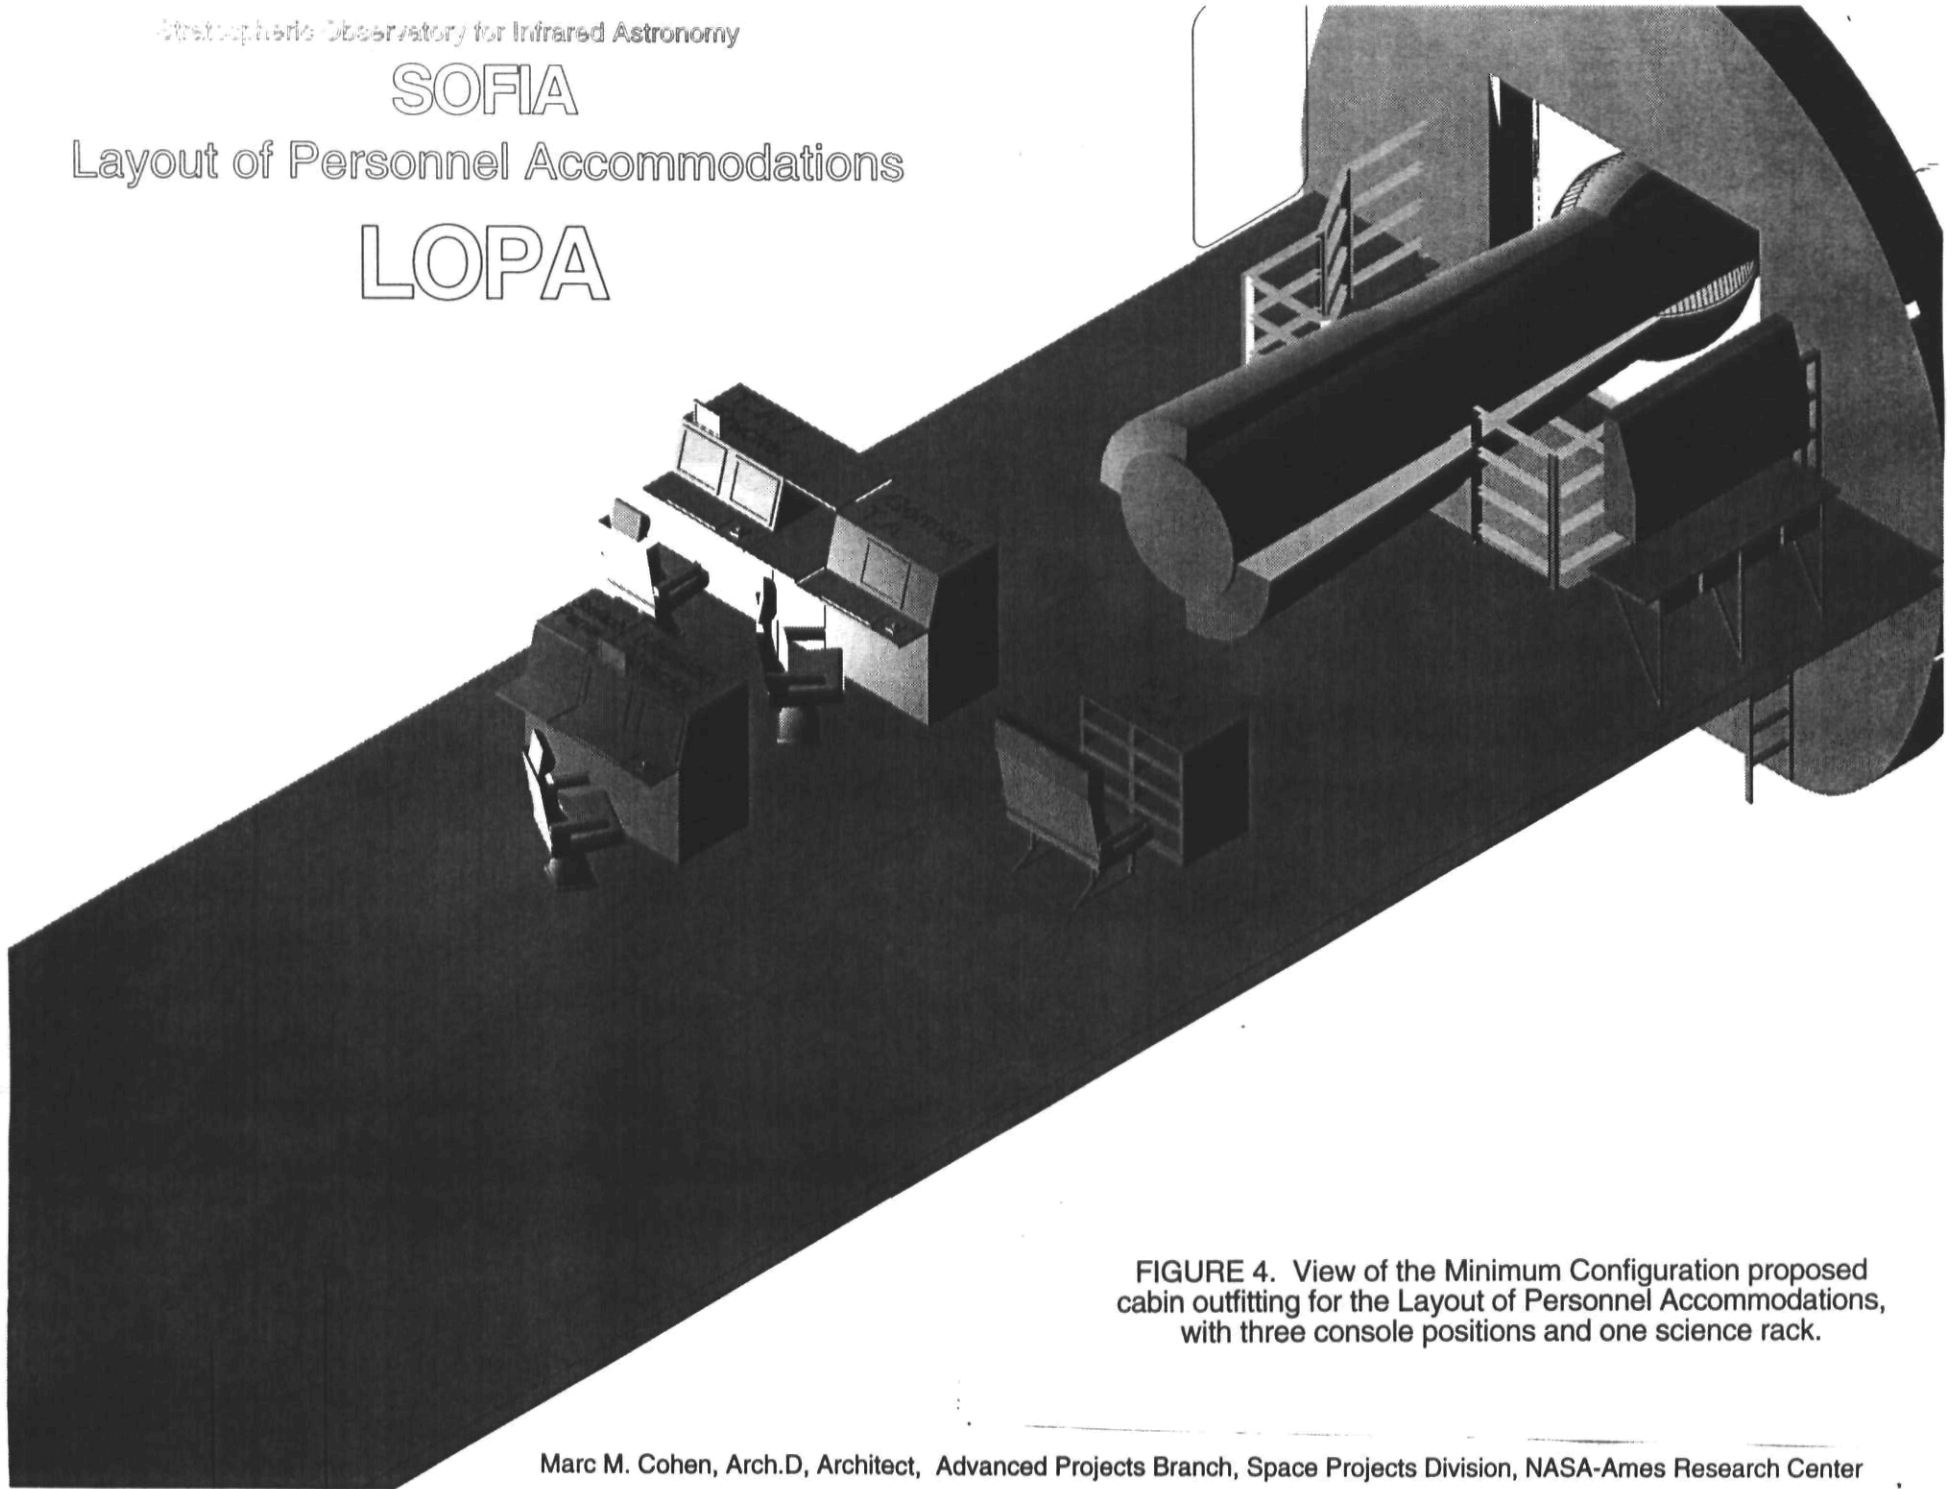 Stratospheric Observatory for Infrared Astronomy
SOFIA
Layout of Personnel Accommodations
LOPA
FIGURE 4.  View of the Minimum Configuration proposed
cabin outfitting for the Layout of Personnel Accommodations,
with three console positions and one science rack.
Marc M. Cohen, Arch.D, Architect,  Advanced Projects Branch, Space Projects Division, NASA-Ames Research Center